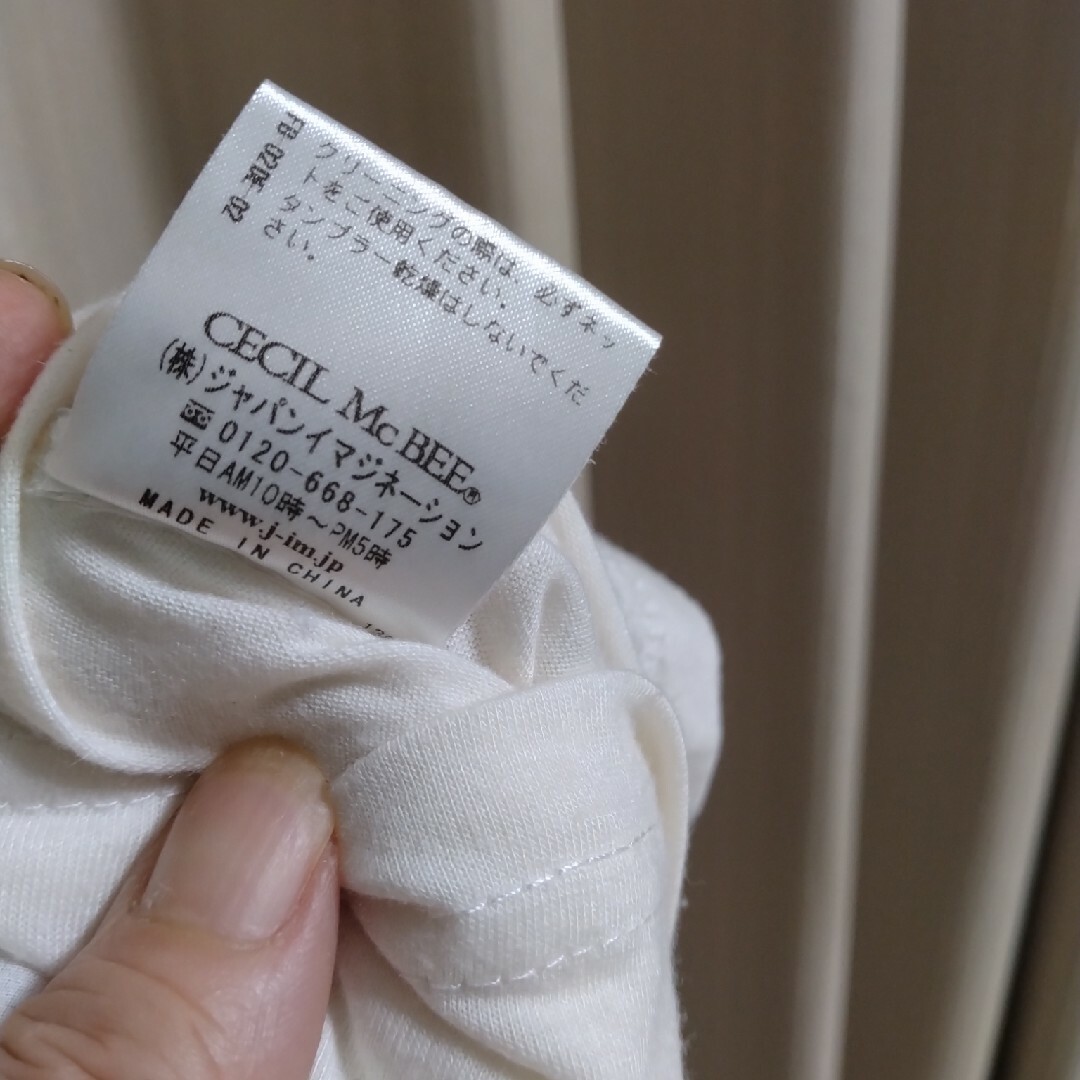 クリーニングの際は、必ずネッ
トをご使用ください。
タンブラー乾燥はしないでくだ
さい。
CECIL McBEE®
(株)ジャパンイマジネーション
0120-668-175
平日AM10時～PM5時
www.j-im.jp
MADE IN CHINA